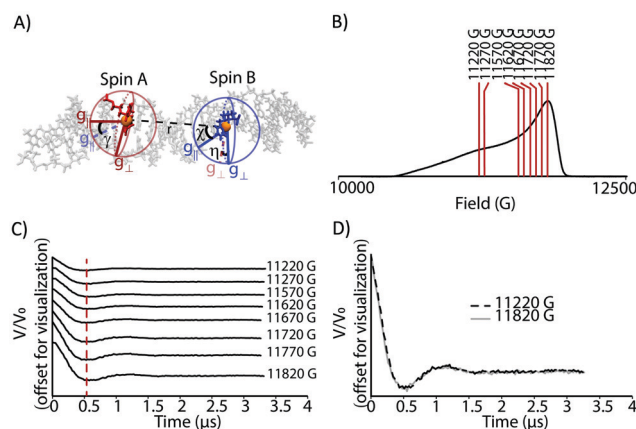 A)
Spin A
Spin B
g||
g||
γ
g⊥
r
χ
g||
η
g⊥
g⊥
B)
11220 G
11270 G
11570 G
11620 G
11670 G
11720 G
11770 G
11820 G
10000
12500
Field (G)
C)
V/V₀
(offset for visualization)
11220 G
11270 G
11570 G
11620 G
11670 G
11720 G
11770 G
11820 G
0 0.5 1 1.5 2 2.5 3 3.5 4
Time (μs)
D)
V/V₀
(offset for visualization)
11220 G
11820 G
0 0.5 1 1.5 2 2.5 3 3.5 4
Time (μs)